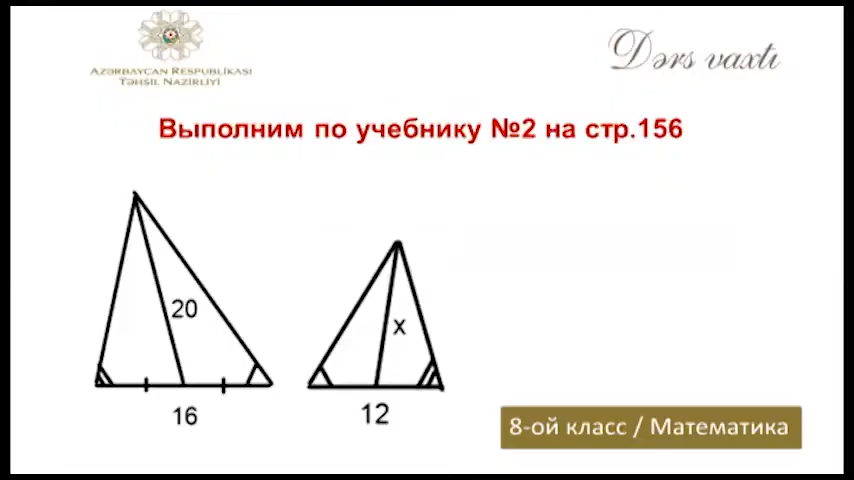 AZƏRBAYCAN RESPUBLİKASI
TƏHSİL NAZİRLİYİ
Dərs vaxtı
Выполним по учебнику №2 на стр.156
20
x
16
12
8-ой класс / Математика